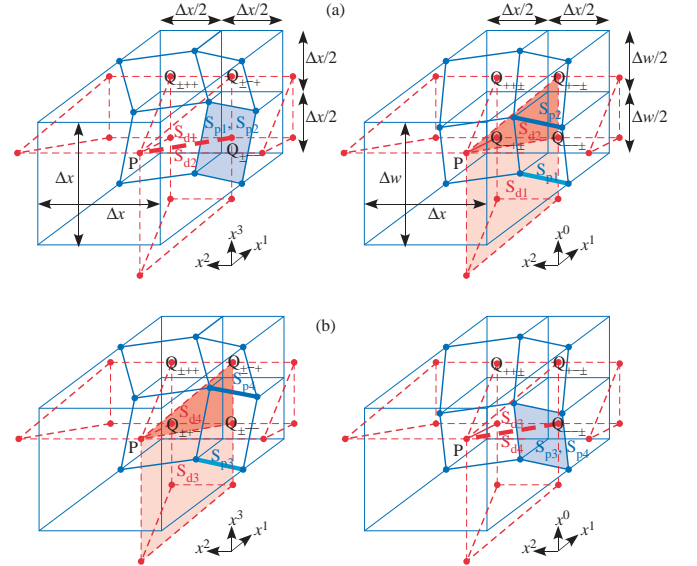 Δx/2 Δx/2 (a) Δx/2 Δx/2
Δx/2 Δw/2
Q±++ Q±-+ Q++± Q+-±
Δx/2 Δw/2
Sp1, Sp2 Sp2
Sd1 Sd2
P Sd2 P
Δx Δw Sp1
Sd1
Δx Δx
x³ x⁰
x² x¹ x² x¹
(b)
Q±++ Q±-+ Q++± Q+-±
Sp4
Sd4 Sd3
P P Sd4
Sp3 Sp3, Sp4
Sd3
x³ x⁰
x² x¹ x² x¹